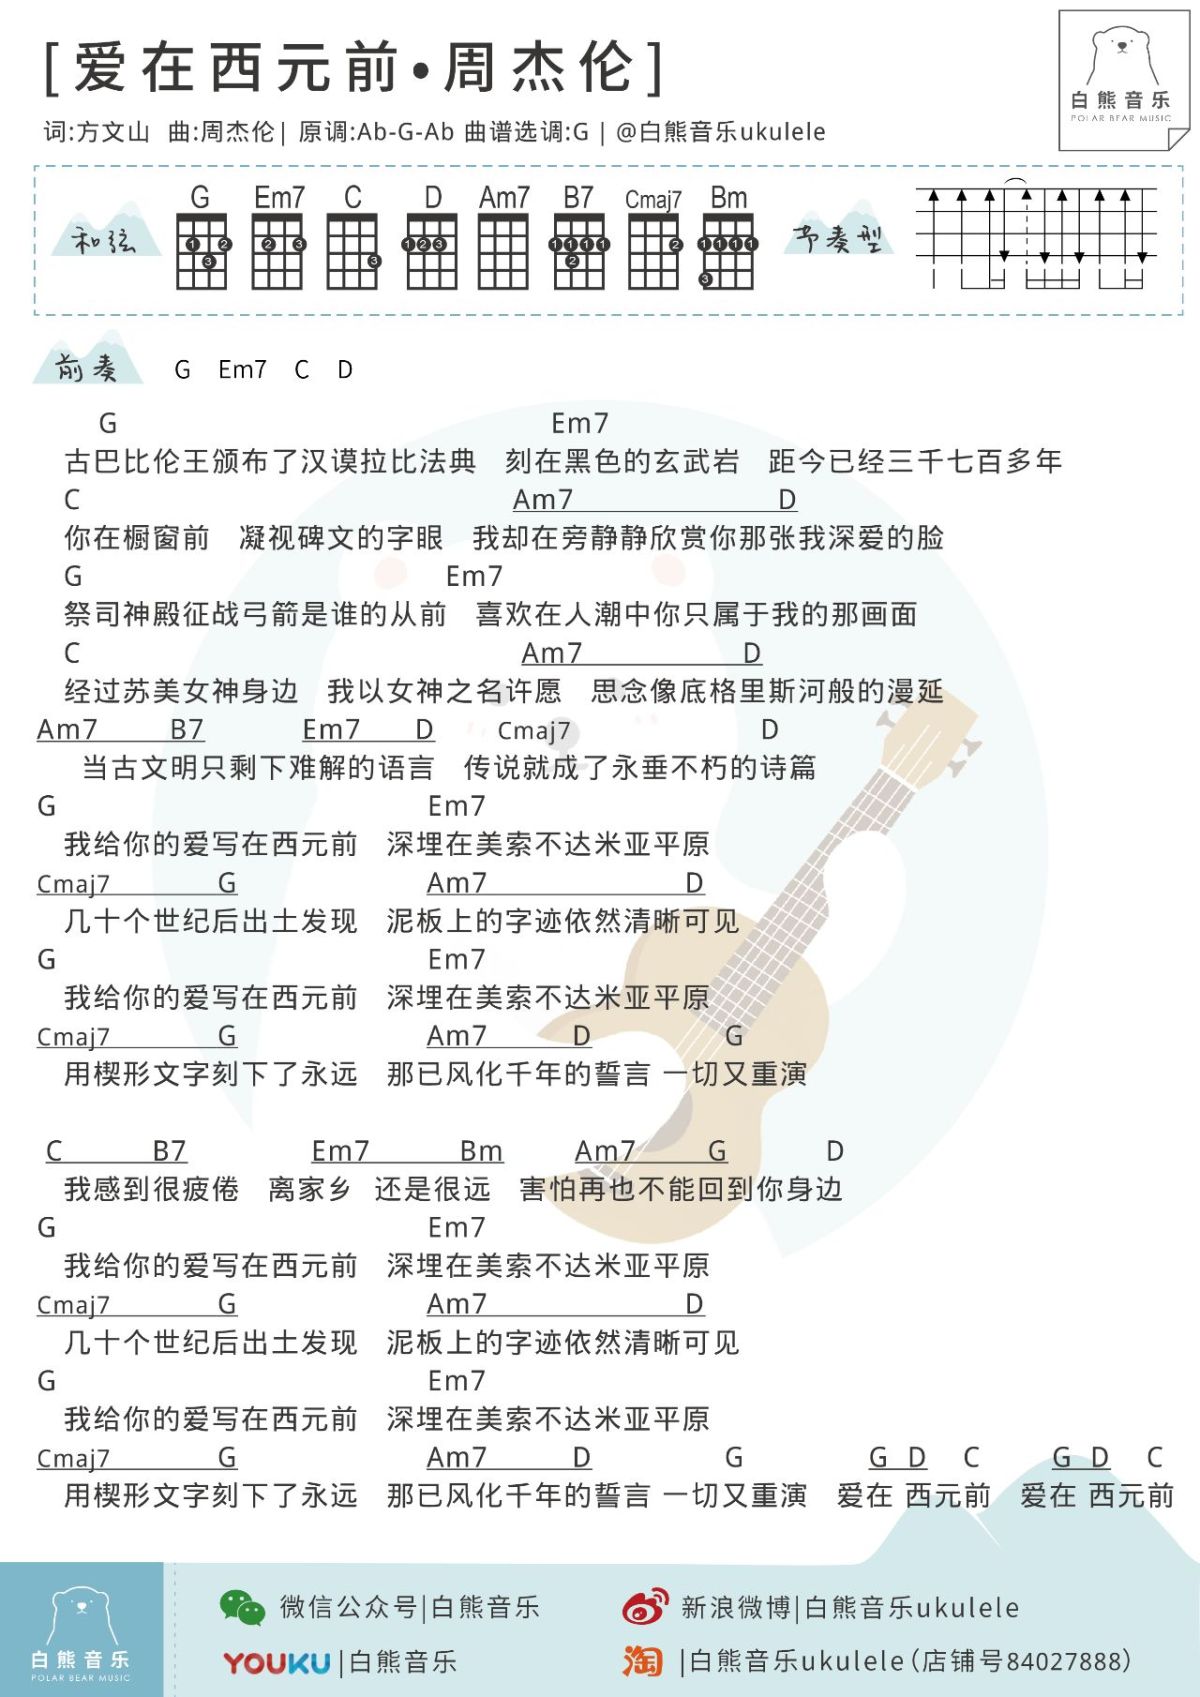 [爱在西元前•周杰伦]
白熊音乐
POLAR BEAR MUSIC
词:方文山 曲:周杰伦| 原调:Ab-G-Ab 曲谱选调:G | @白熊音乐ukulele
和弦 G Em7 C D Am7 B7 Cmaj7 Bm 节奏型
1 2 3 2 3 3 1 2 3 1 1 1 1 2 2 1 1 1 1 3
前奏 G Em7 C D
G Em7
古巴比伦王颁布了汉谟拉比法典 刻在黑色的玄武岩 距今已经三千七百多年
C Am7 D
你在橱窗前 凝视碑文的字眼 我却在旁静静欣赏你那张我深爱的脸
G Em7
祭司神殿征战弓箭是谁的从前 喜欢在人潮中你只属于我的那画面
C Am7 D
经过苏美女神身边 我以女神之名许愿 思念像底格里斯河般的漫延
Am7 B7 Em7 D Cmaj7 D
当古文明只剩下难解的语言 传说就成了永垂不朽的诗篇
G Em7
我给你的爱写在西元前 深埋在美索不达米亚平原
Cmaj7 G Am7 D
几十个世纪后出土发现 泥板上的字迹依然清晰可见
G Em7
我给你的爱写在西元前 深埋在美索不达米亚平原
Cmaj7 G Am7 D G
用楔形文字刻下了永远 那已风化千年的誓言 一切又重演
C B7 Em7 Bm Am7 G D
我感到很疲倦 离家乡 还是很远 害怕再也不能回到你身边
G Em7
我给你的爱写在西元前 深埋在美索不达米亚平原
Cmaj7 G Am7 D
几十个世纪后出土发现 泥板上的字迹依然清晰可见
G Em7
我给你的爱写在西元前 深埋在美索不达米亚平原
Cmaj7 G Am7 D G G D C G D C
用楔形文字刻下了永远 那已风化千年的誓言 一切又重演 爱在 西元前 爱在 西元前
白熊音乐
POLAR BEAR MUSIC
微信公众号|白熊音乐
新浪微博|白熊音乐ukulele
YOUKU |白熊音乐
淘 |白熊音乐ukulele(店铺号84027888)